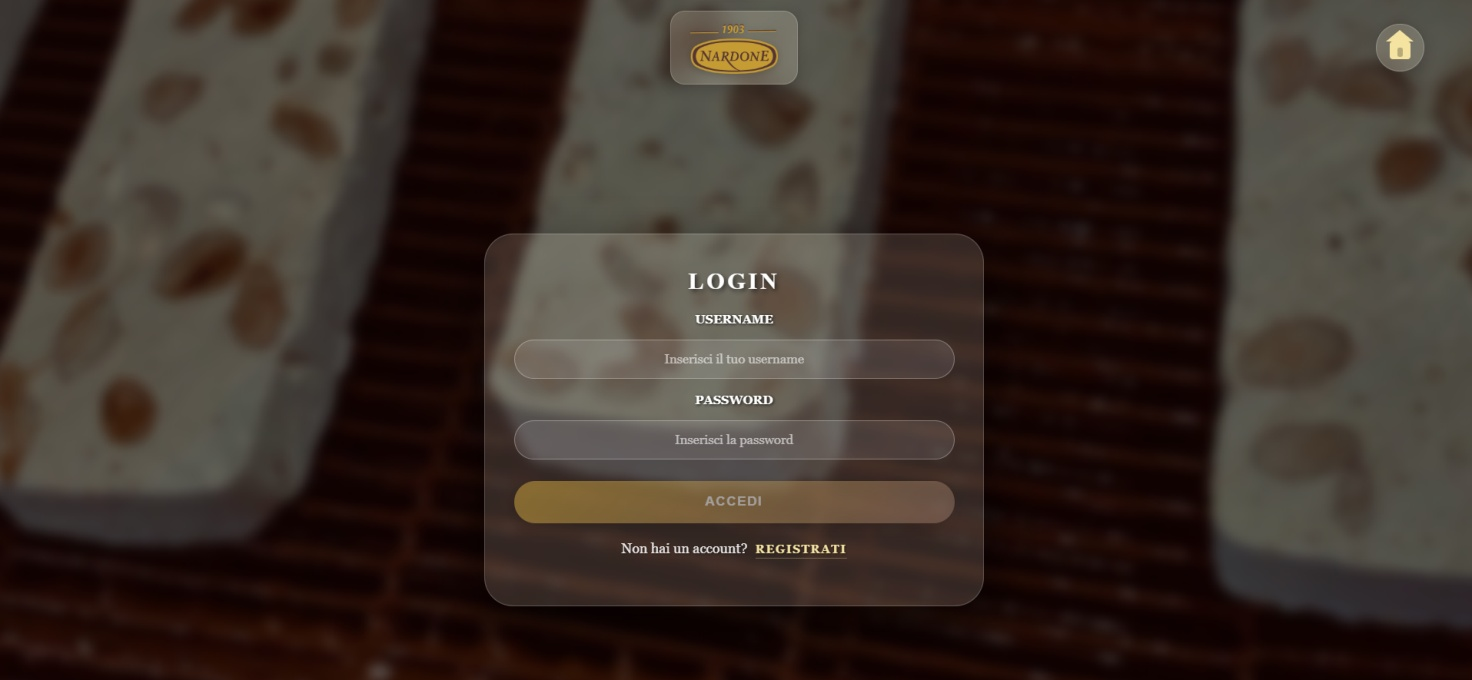 1903
NARDONE
LOGIN
USERNAME
Inserisci il tuo username
PASSWORD
Inserisci la password
ACCEDI
Non hai un account? REGISTRATI